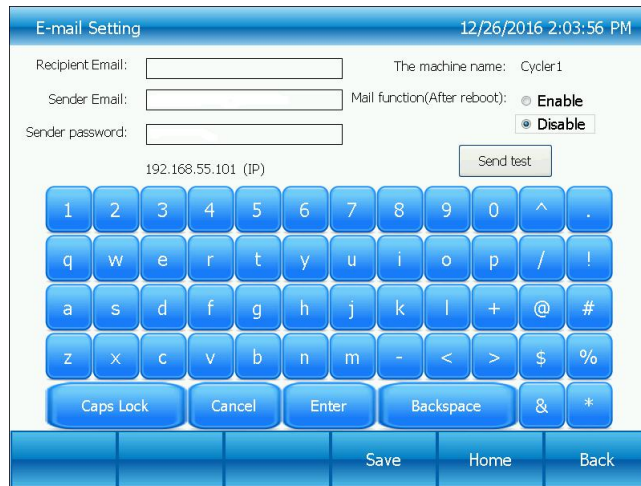 E-mail Setting 12/26/2016 2:03:56 PM
Recipient Email: The machine name: Cycler1
Sender Email: Mail function(After reboot): Enable
Disable
Sender password:
192.168.55.101 (IP) Send test
1 2 3 4 5 6 7 8 9 0 ^ .
q w e r t y u i o p / !
a s d f g h j k l + @ #
z x c v b n m - < > $ %
Caps Lock Cancel Enter Backspace & *
Save Home Back